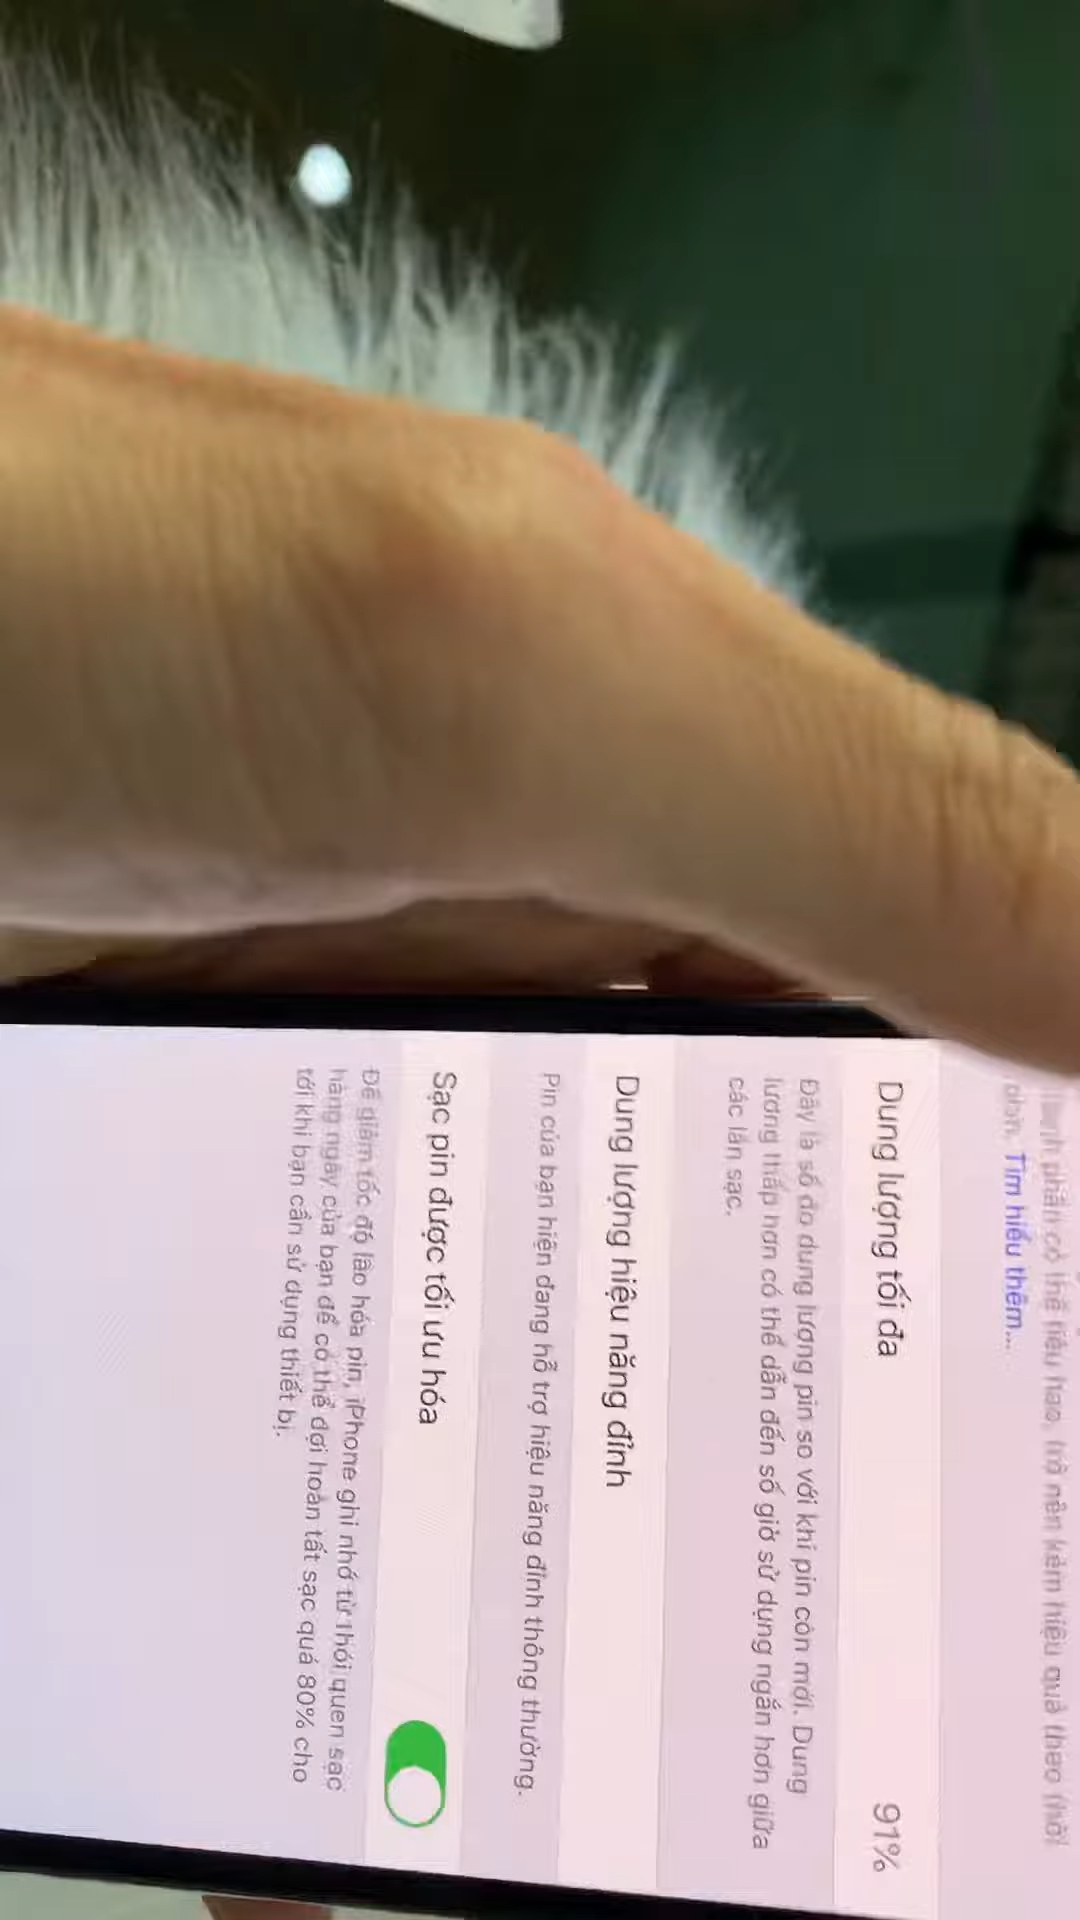 thành phần có thể tiêu hao, trở nên kém hiệu quả theo thời
Tìm hiểu thêm...
Dung lượng tối đa 91%
Đây là số đo dung lượng pin so với khi pin còn mới. Dung
lượng thấp hơn có thể dẫn đến số giờ sử dụng ngắn hơn giữa
các lần sạc.
Dung lượng hiệu năng đỉnh
Pin của bạn hiện đang hỗ trợ hiệu năng đỉnh thông thường.
Sạc pin được tối ưu hóa
Để giảm tốc độ lão hóa pin, iPhone ghi nhớ từ thói quen sạc
hàng ngày của bạn để có thể đợi hoàn tất sạc quá 80% cho
tới khi bạn cần sử dụng thiết bị.